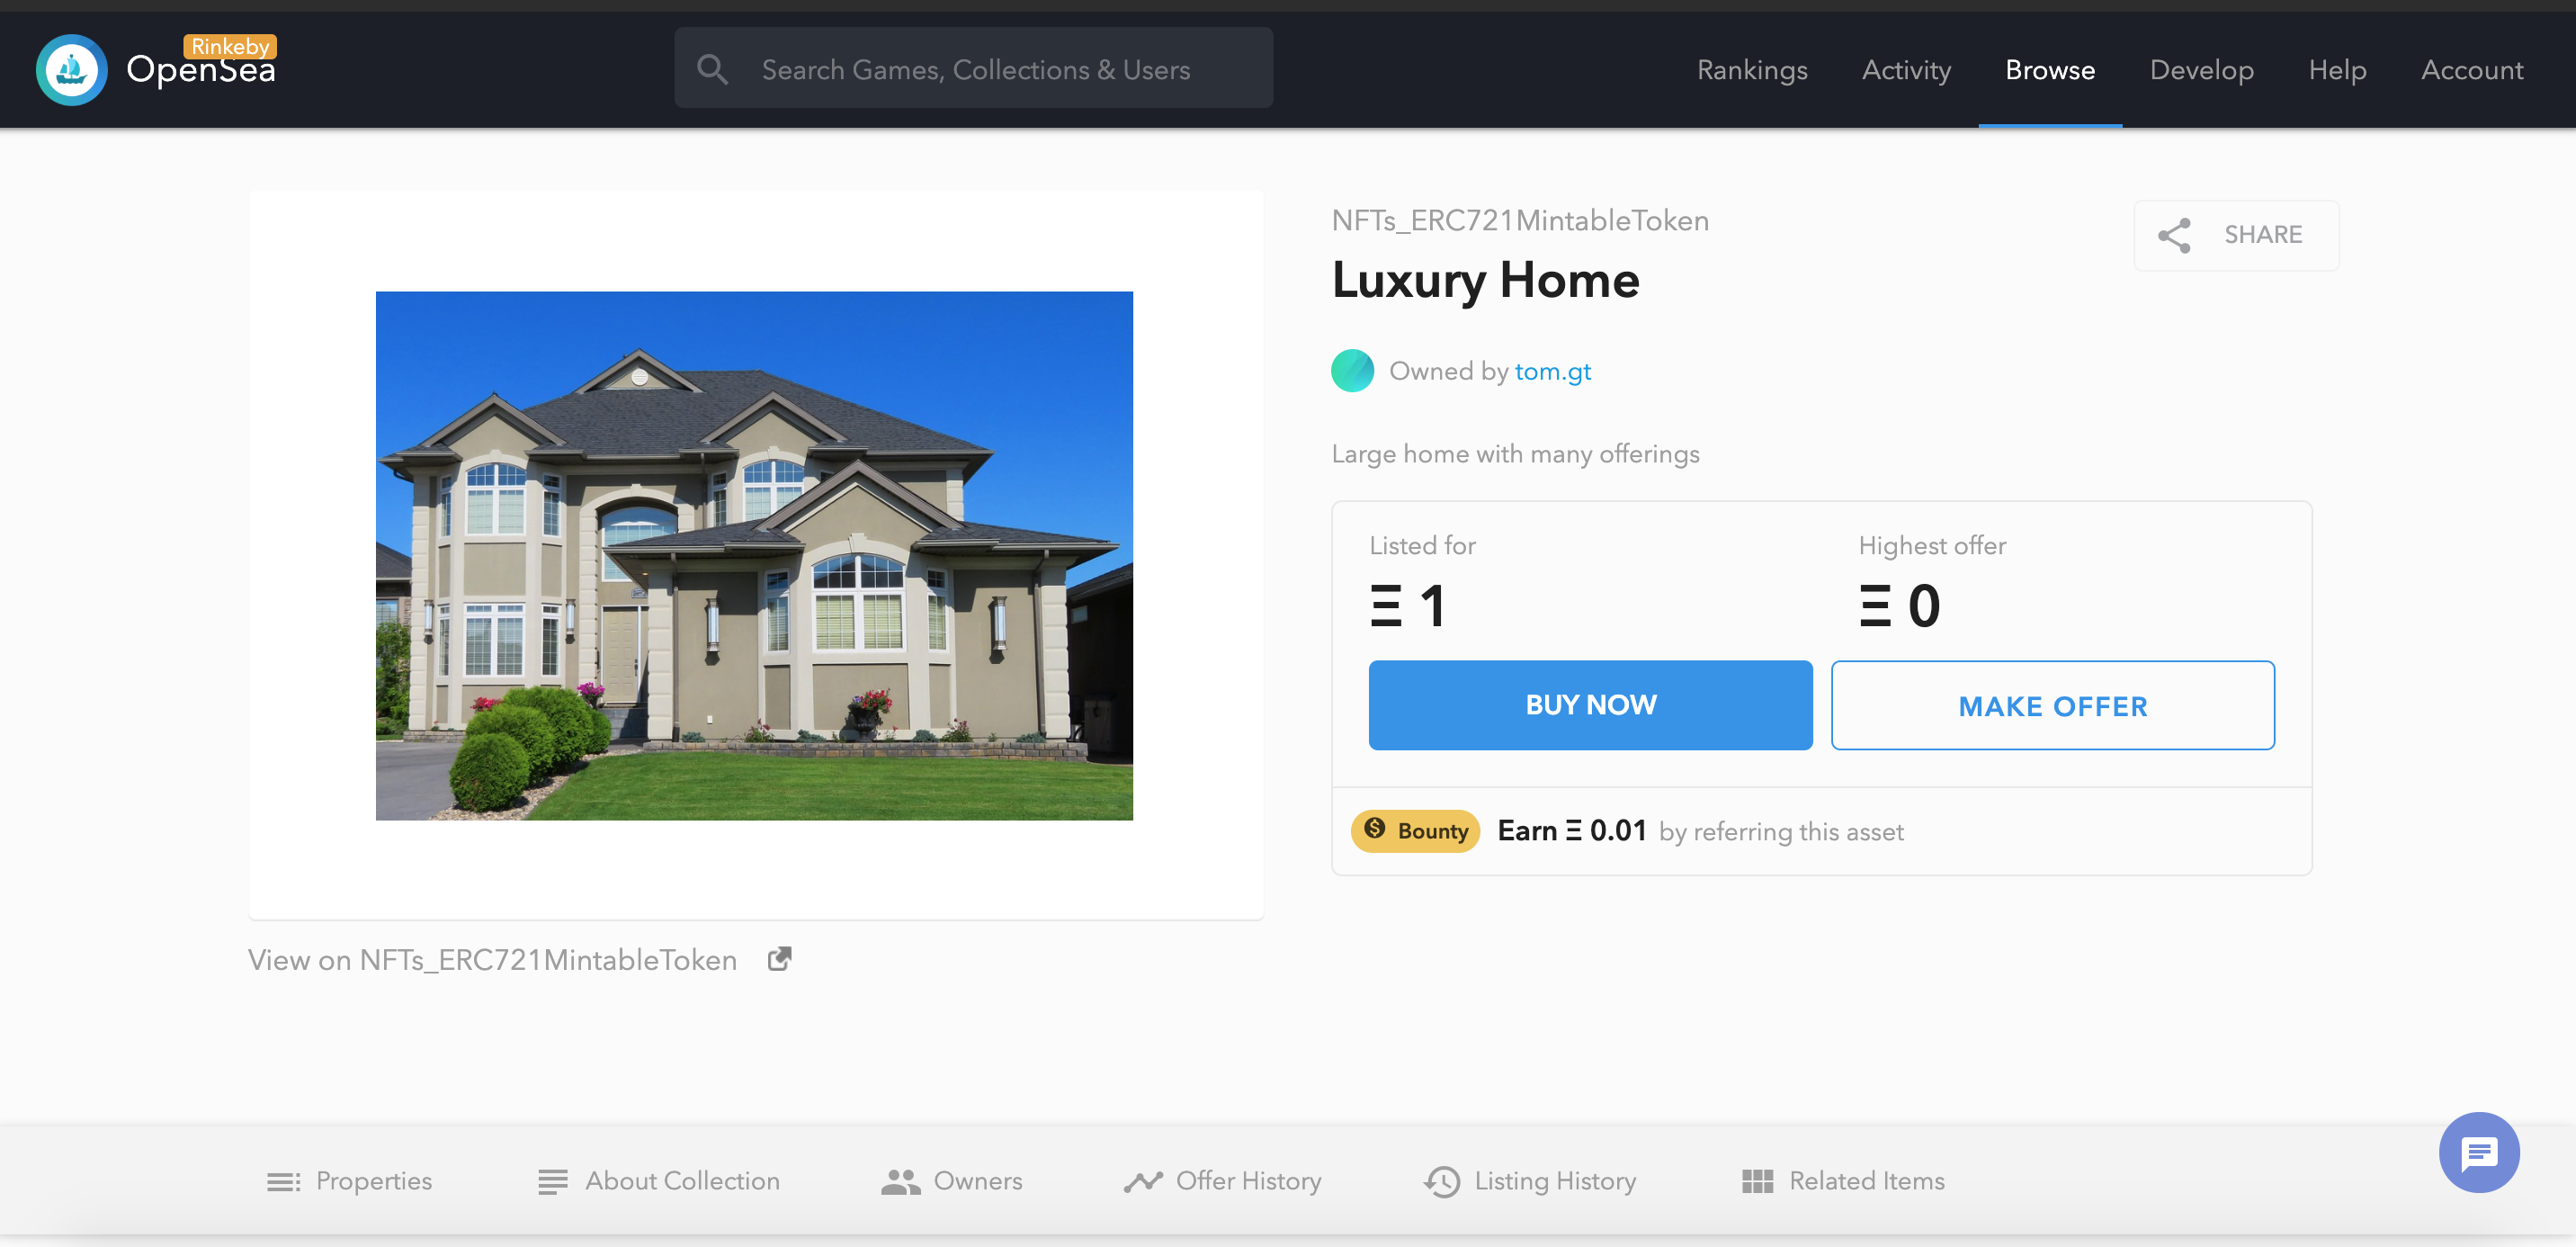 Rinkeby
OpenSea
Search Games, Collections & Users
Rankings
Activity
Browse
Develop
Help
Account
NFTs_ERC721MintableToken
SHARE
Luxury Home
Owned by tom.gt
Large home with many offerings
Listed for
Highest offer
Ξ 1
Ξ 0
BUY NOW
MAKE OFFER
Bounty
Earn Ξ 0.01 by referring this asset
View on NFTs_ERC721MintableToken
Properties
About Collection
Owners
Offer History
Listing History
Related Items